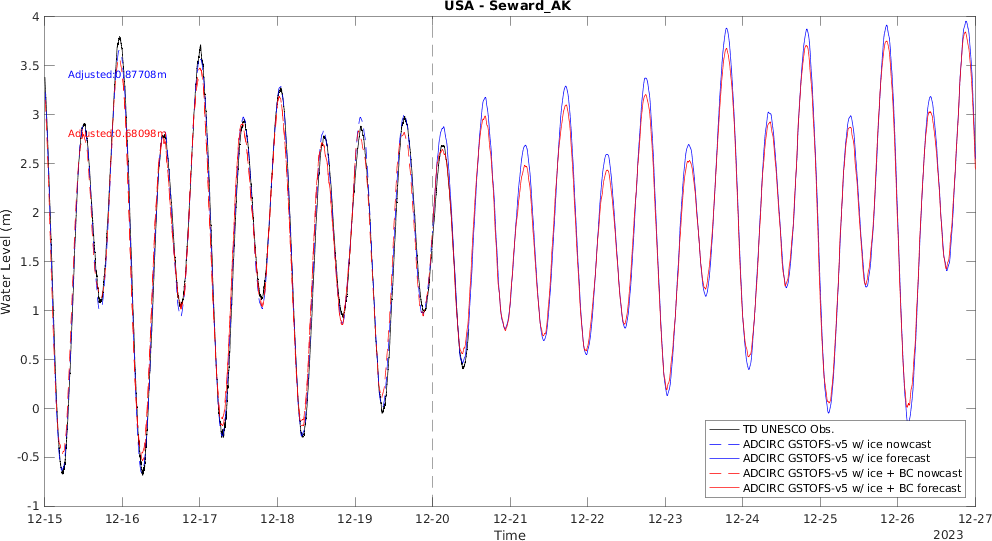 USA - Seward_AK
4
3.5
3
2.5
2
1.5
1
0.5
0
-0.5
-1
Water Level (m)
Adjusted:0.87708m
Adjusted:0.68098m
TD UNESCO Obs.
ADCIRC GSTOFS-v5 w/ ice nowcast
ADCIRC GSTOFS-v5 w/ ice forecast
ADCIRC GSTOFS-v5 w/ ice + BC nowcast
ADCIRC GSTOFS-v5 w/ ice + BC forecast
12-15 12-16 12-17 12-18 12-19 12-20 12-21 12-22 12-23 12-24 12-25 12-26 12-27
Time
2023